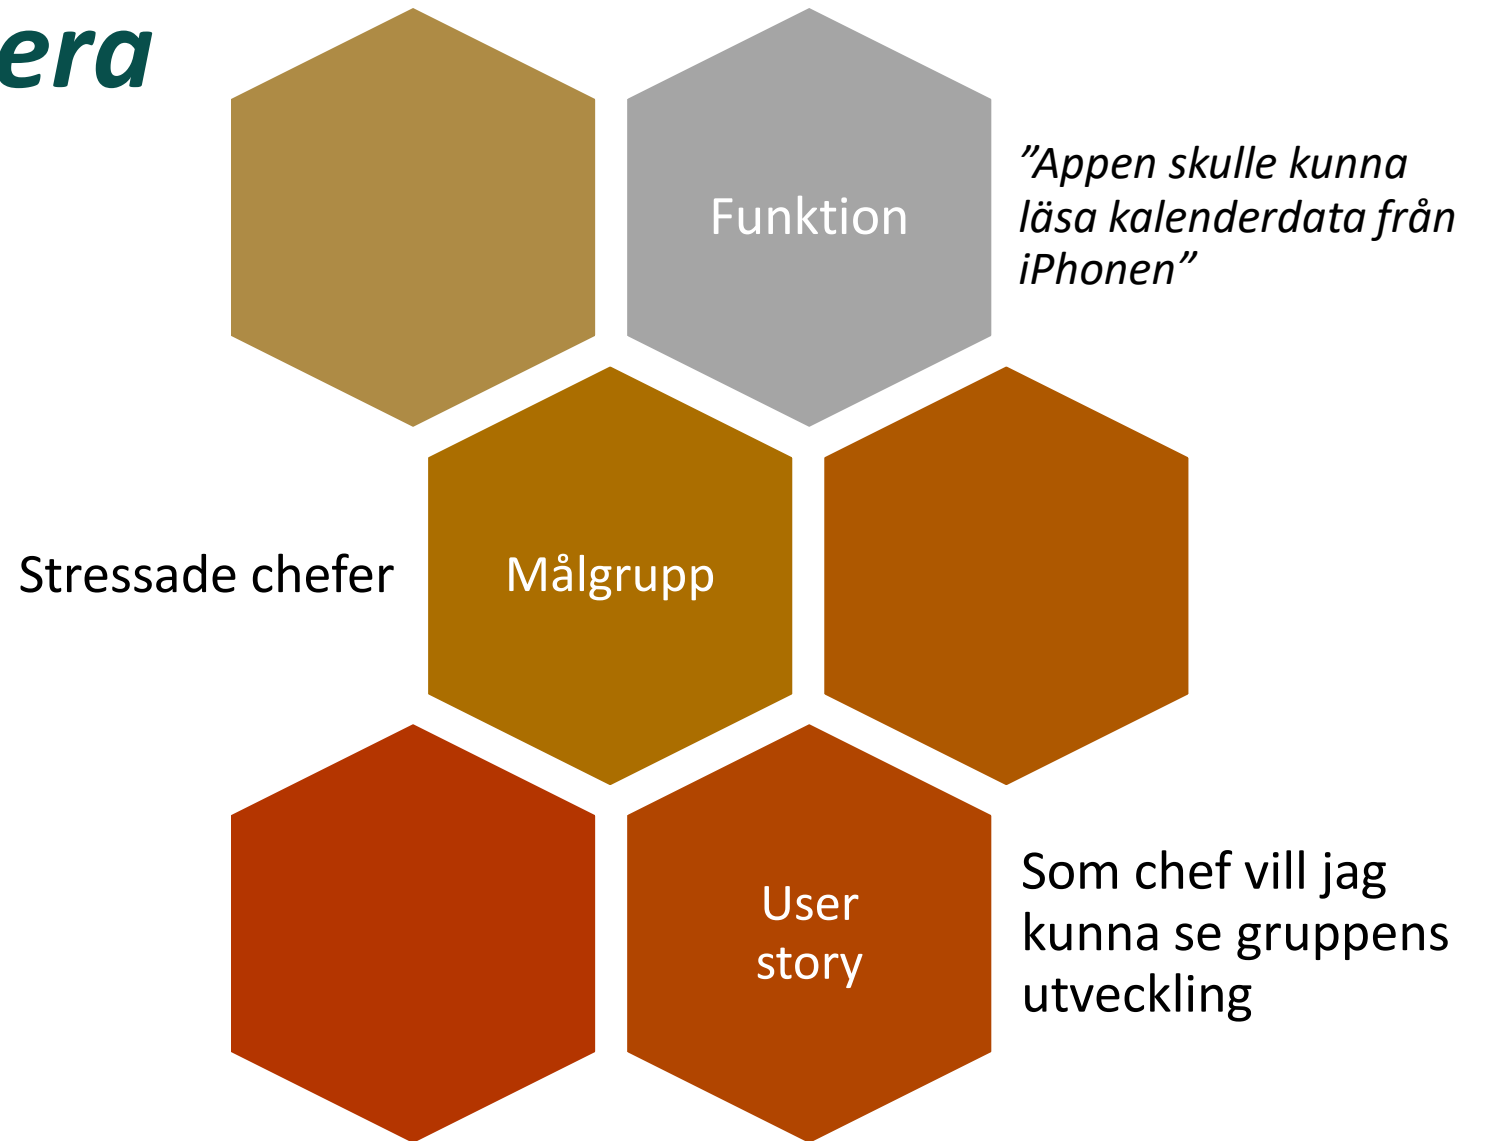 era
Funktion
”Appen skulle kunna
läsa kalenderdata från
iPhonen”
Stressade chefer
Målgrupp
User
story
Som chef vill jag
kunna se gruppens
utveckling